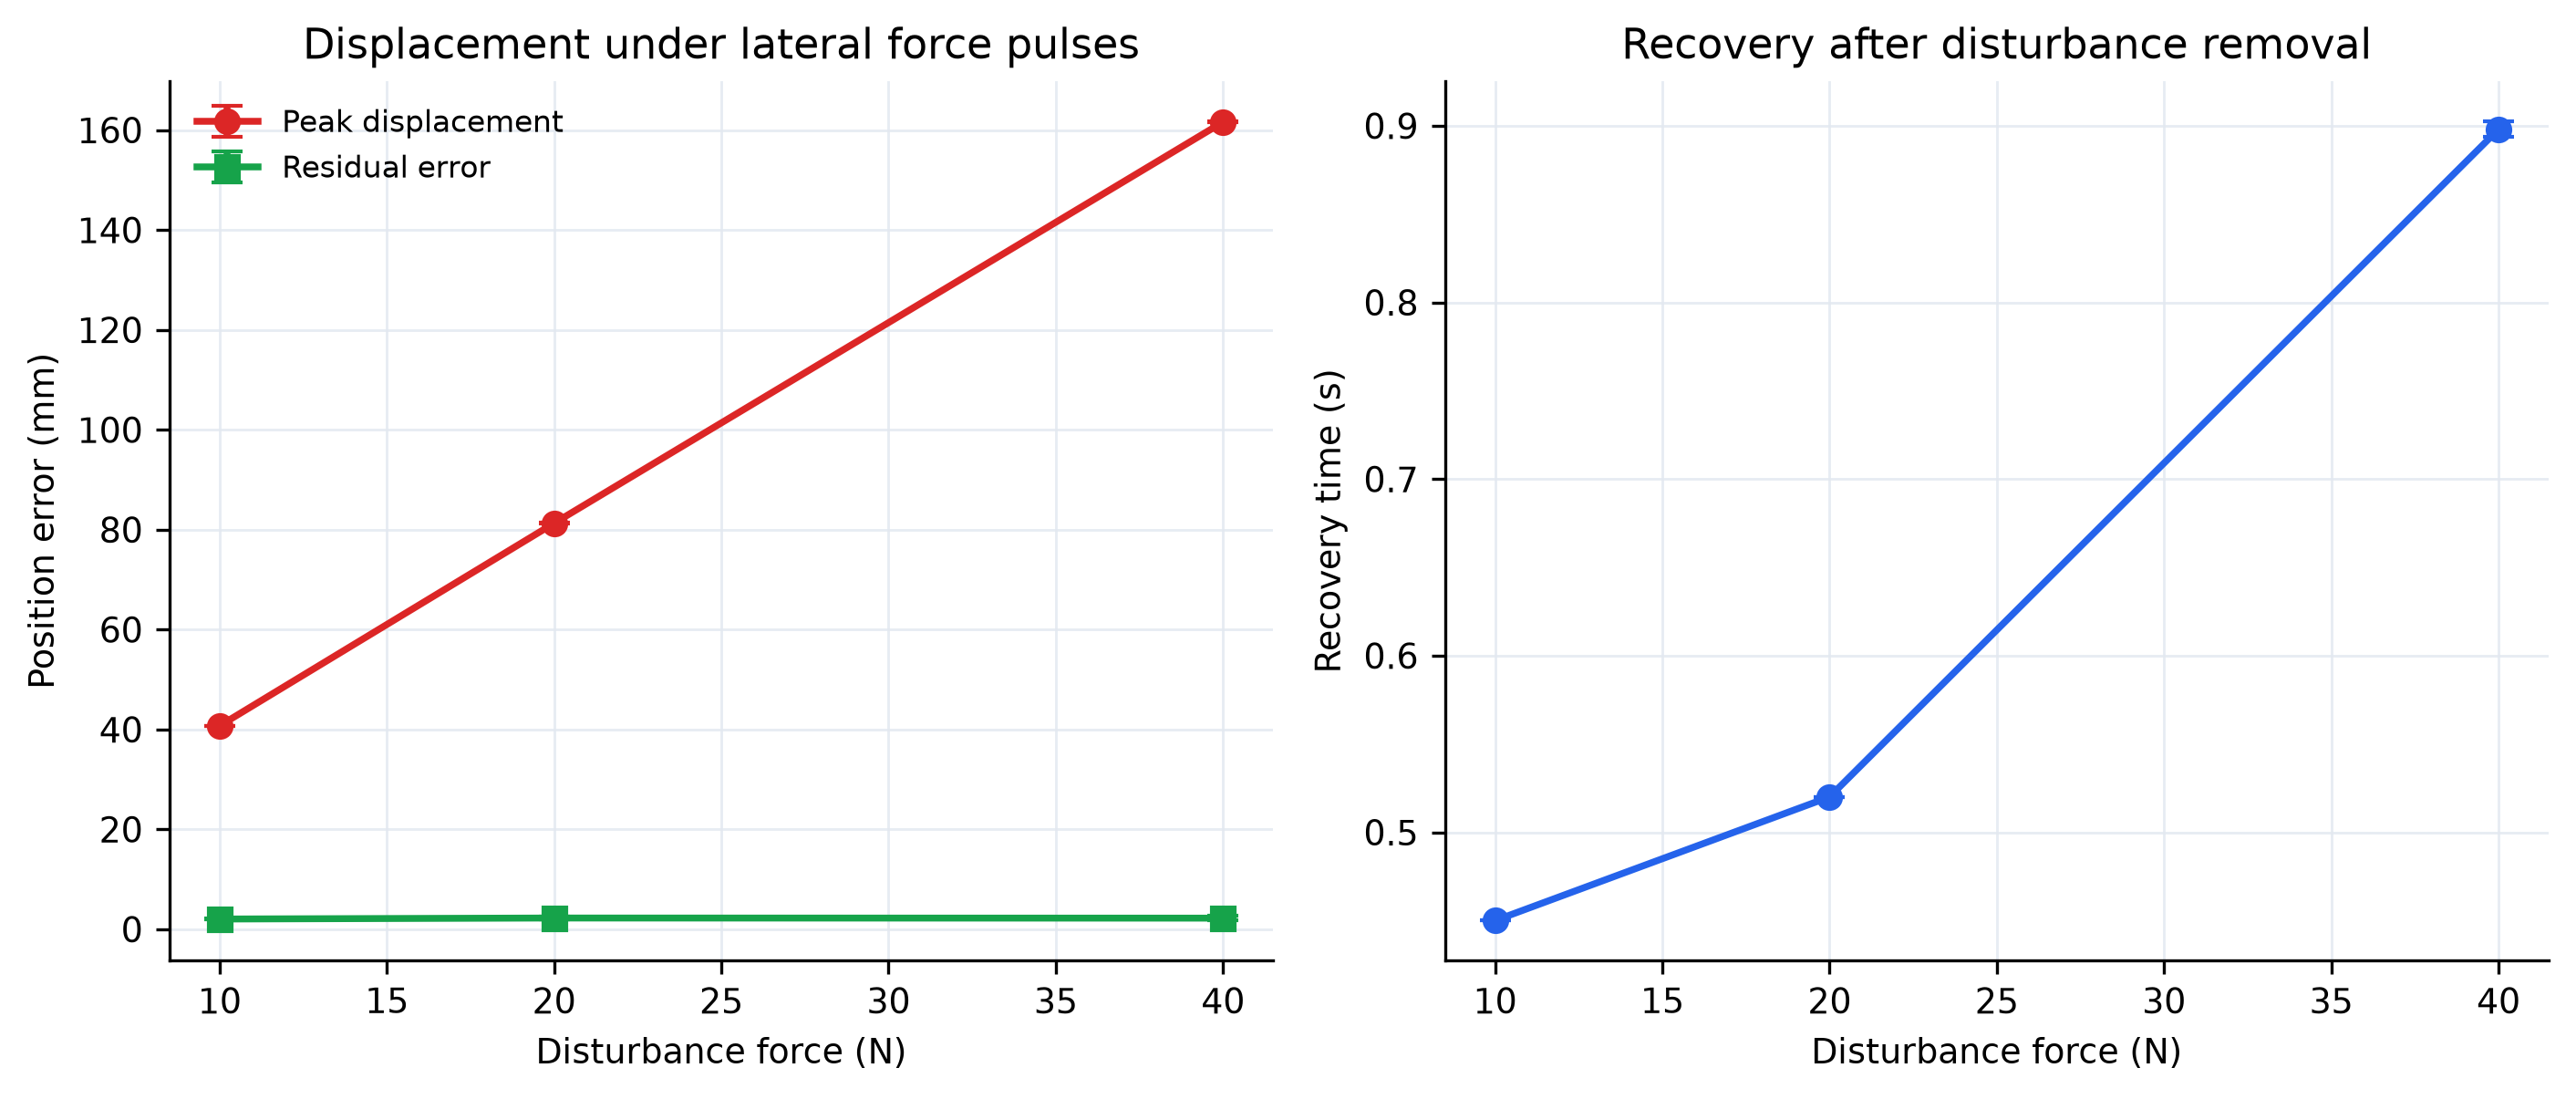 Displacement under lateral force pulses
Peak displacement
Residual error
160
140
120
100
80
60
40
20
0
Position error (mm)
10 15 20 25 30 35 40
Disturbance force (N)
Recovery after disturbance removal
0.9
0.8
0.7
0.6
0.5
Recovery time (s)
10 15 20 25 30 35 40
Disturbance force (N)